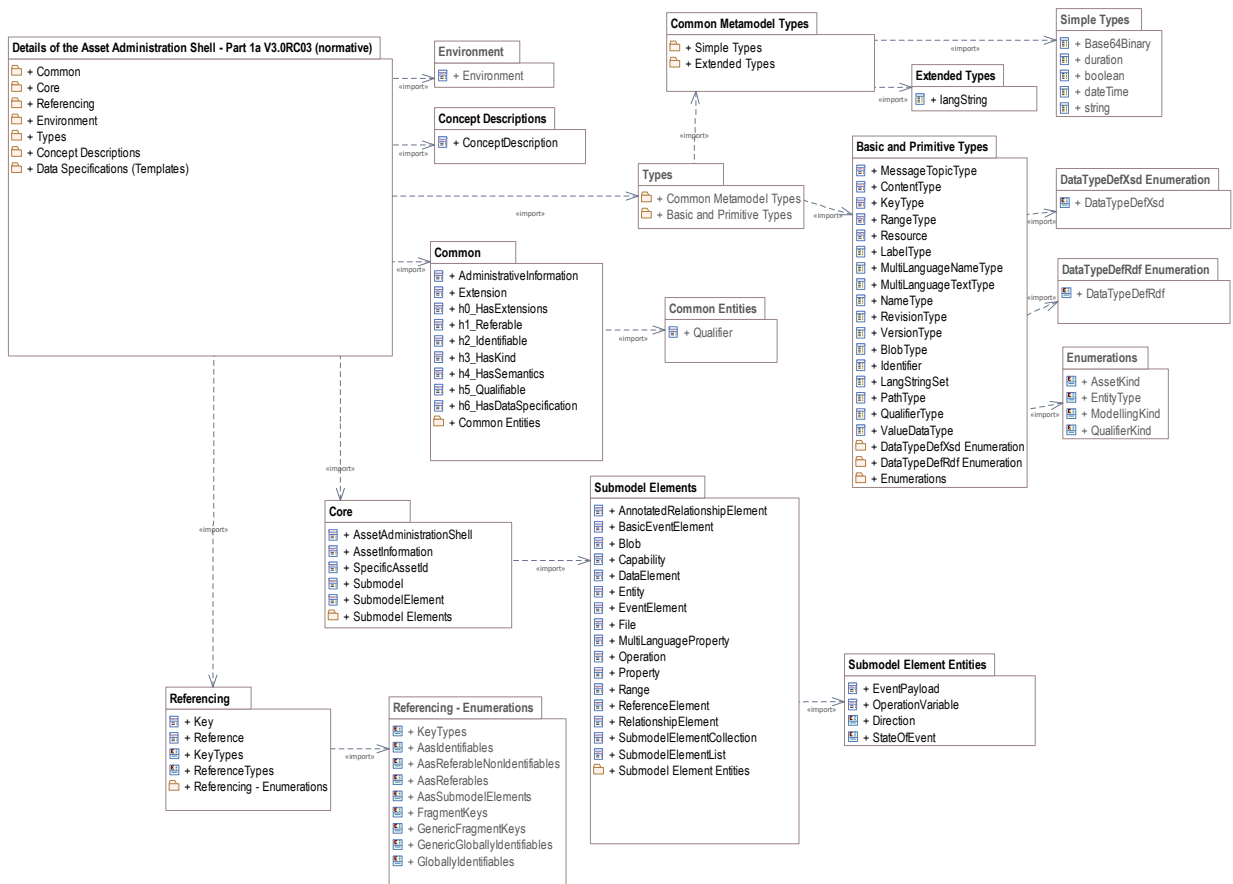 Details of the Asset Administration Shell - Part 1a V3.0RC03 (normative)
+ Common
+ Core
+ Referencing
+ Environment
+ Types
+ Concept Descriptions
+ Data Specifications (Templates)
Environment
+ Environment
«import»
Concept Descriptions
+ ConceptDescription
«import»
Common Metamodel Types
+ Simple Types
+ Extended Types
«import»
Simple Types
+ Base64Binary
+ duration
+ boolean
+ dateTime
+ string
Extended Types
+ langString
«import»
«import»
Types
+ Common Metamodel Types
+ Basic and Primitive Types
«import»
«import»
Basic and Primitive Types
+ MessageTopicType
+ ContentType
+ KeyType
+ RangeType
+ Resource
+ LabelType
+ MultiLanguageNameType
+ MultiLanguageTextType
+ NameType
+ RevisionType
+ VersionType
+ BlobType
+ Identifier
+ LangStringSet
+ PathType
+ QualifierType
+ ValueDataType
+ DataTypeDefXsd Enumeration
+ DataTypeDefRdf Enumeration
+ Enumerations
DataTypeDefXsd Enumeration
+ DataTypeDefXsd
«import»
DataTypeDefRdf Enumeration
+ DataTypeDefRdf
«import»
Enumerations
+ AssetKind
+ EntityType
+ ModellingKind
+ QualifierKind
«import»
Common
+ AdministrativeInformation
+ Extension
+ h0_HasExtensions
+ h1_Referable
+ h2_Identifiable
+ h3_HasKind
+ h4_HasSemantics
+ h5_Qualifiable
+ h6_HasDataSpecification
+ Common Entities
«import»
Common Entities
+ Qualifier
«import»
«import»
Core
+ AssetAdministrationShell
+ AssetInformation
+ SpecificAssetId
+ Submodel
+ SubmodelElement
+ Submodel Elements
«import»
Submodel Elements
+ AnnotatedRelationshipElement
+ BasicEventElement
+ Blob
+ Capability
+ DataElement
+ Entity
+ EventElement
+ File
+ MultiLanguageProperty
+ Operation
+ Property
+ Range
+ ReferenceElement
+ RelationshipElement
+ SubmodelElementCollection
+ SubmodelElementList
+ Submodel Element Entities
«import»
Submodel Element Entities
+ EventPayload
+ OperationVariable
+ Direction
+ StateOfEvent
«import»
Referencing
+ Key
+ Reference
+ KeyTypes
+ ReferenceTypes
+ Referencing - Enumerations
«import»
Referencing - Enumerations
+ KeyTypes
+ AasIdentifiables
+ AasReferableNonIdentifiables
+ AasReferables
+ AasSubmodelElements
+ FragmentKeys
+ GenericFragmentKeys
+ GenericGloballyIdentifiables
+ GloballyIdentifiables